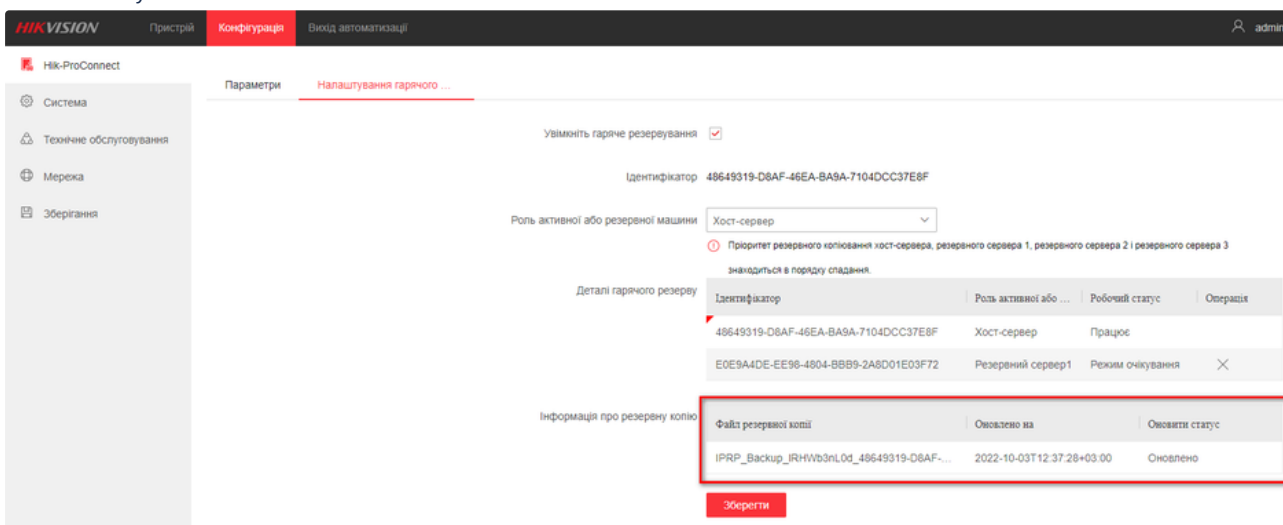 HIKVISION Пристрій Конфігурація Вихід автоматизації admin
Hik-ProConnect
Параметри Налаштування гарячого ...
Система
Технічне обслуговування
Мережа
Зберігання
Увімкніть гаряче резервування
Ідентифікатор 48649319-D8AF-46EA-BA9A-7104DCC37E8F
Роль активної або резервної машини Хост-сервер
Пріоритет резервного копіювання хост-сервера, резервного сервера 1, резервного сервера 2 і резервного сервера 3
знаходиться в порядку спадання.
Деталі гарячого резерву
Ідентифікатор Роль активної або ... Робочий статус Операція
48649319-D8AF-46EA-BA9A-7104DCC37E8F Хост-сервер Працює
E0E9A4DE-EE98-4804-BBB9-2A8D01E03F72 Резервний сервер1 Режим очікування
Інформація про резервну копію
Файл резервної копії Оновлено на Оновити статус
IPRP_Backup_IRHWb3nL0d_48649319-D8AF-... 2022-10-03T12:37:28+03:00 Оновлено
Зберегти